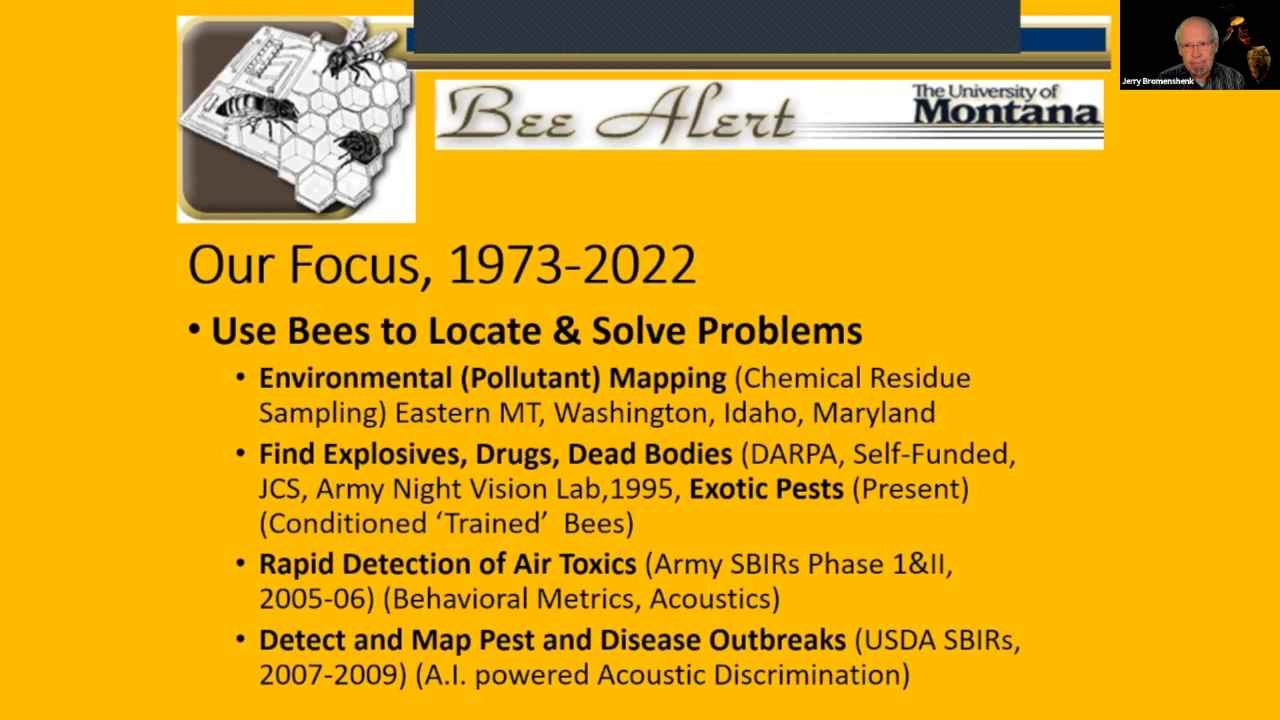 Jerry Bromenshenk
Bee Alert
The University of
Montana
Our Focus, 1973-2022
• Use Bees to Locate & Solve Problems
• Environmental (Pollutant) Mapping (Chemical Residue
Sampling) Eastern MT, Washington, Idaho, Maryland
• Find Explosives, Drugs, Dead Bodies (DARPA, Self-Funded,
JCS, Army Night Vision Lab,1995, Exotic Pests (Present)
(Conditioned ‘Trained’ Bees)
• Rapid Detection of Air Toxics (Army SBIRs Phase 1&II,
2005-06) (Behavioral Metrics, Acoustics)
• Detect and Map Pest and Disease Outbreaks (USDA SBIRs,
2007-2009) (A.I. powered Acoustic Discrimination)